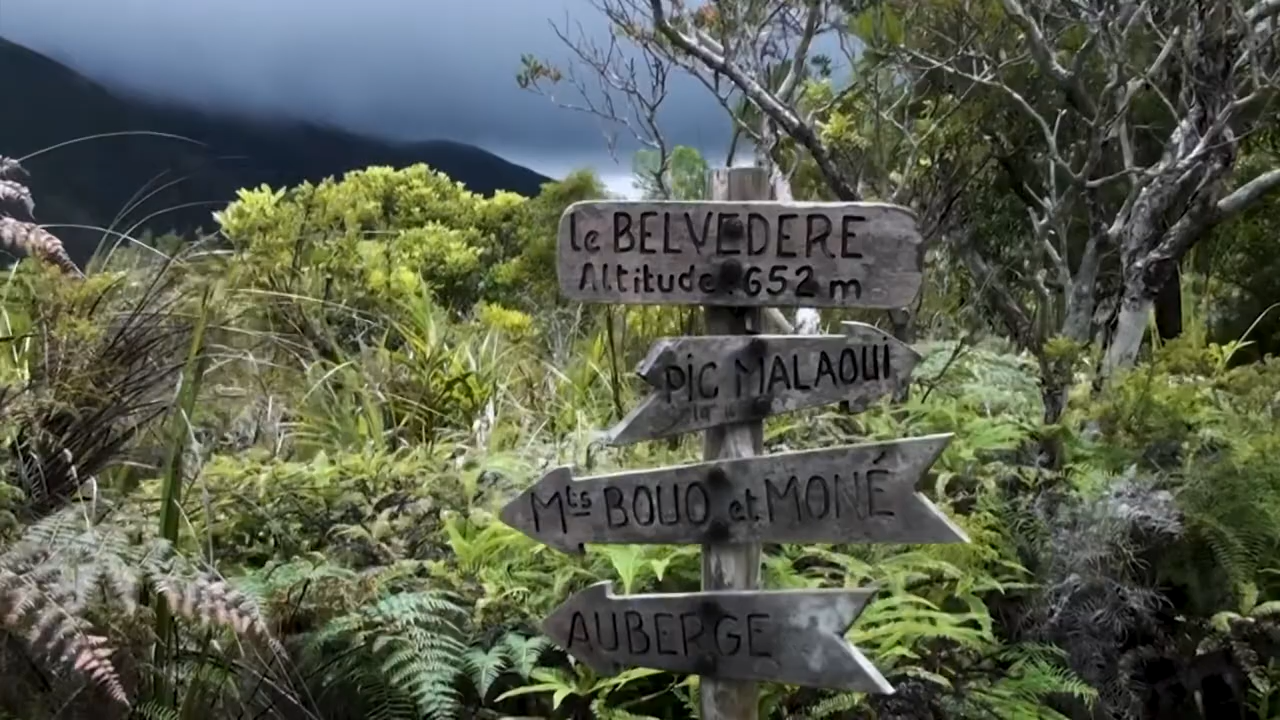 le BELVEDERE
Altitude : 652 m
PIC MALAOUI
Mts BOUO et MONÉ
AUBERGE